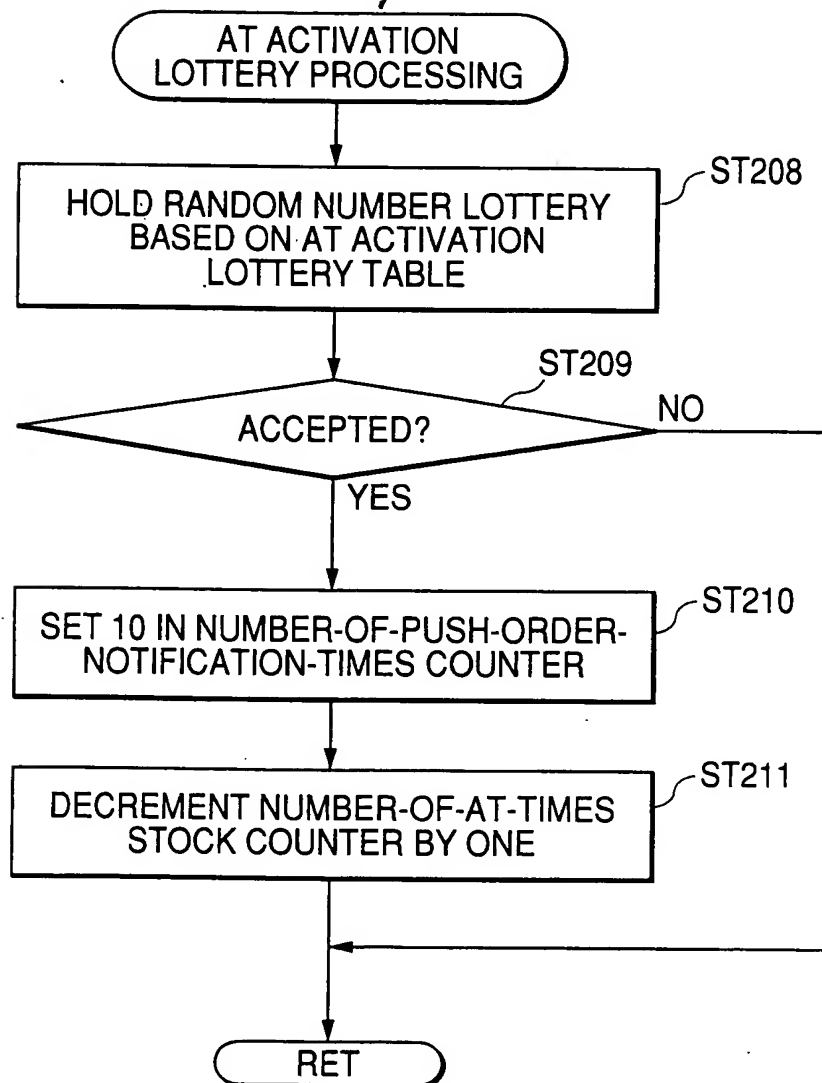 AT ACTIVATION
LOTTERY PROCESSING
ST208
HOLD RANDOM NUMBER LOTTERY
BASED ON AT ACTIVATION
LOTTERY TABLE
ST209
ACCEPTED?
NO
YES
ST210
SET 10 IN NUMBER-OF-PUSH-ORDER-
NOTIFICATION-TIMES COUNTER
ST211
DECREMENT NUMBER-OF-AT-TIMES
STOCK COUNTER BY ONE
RET